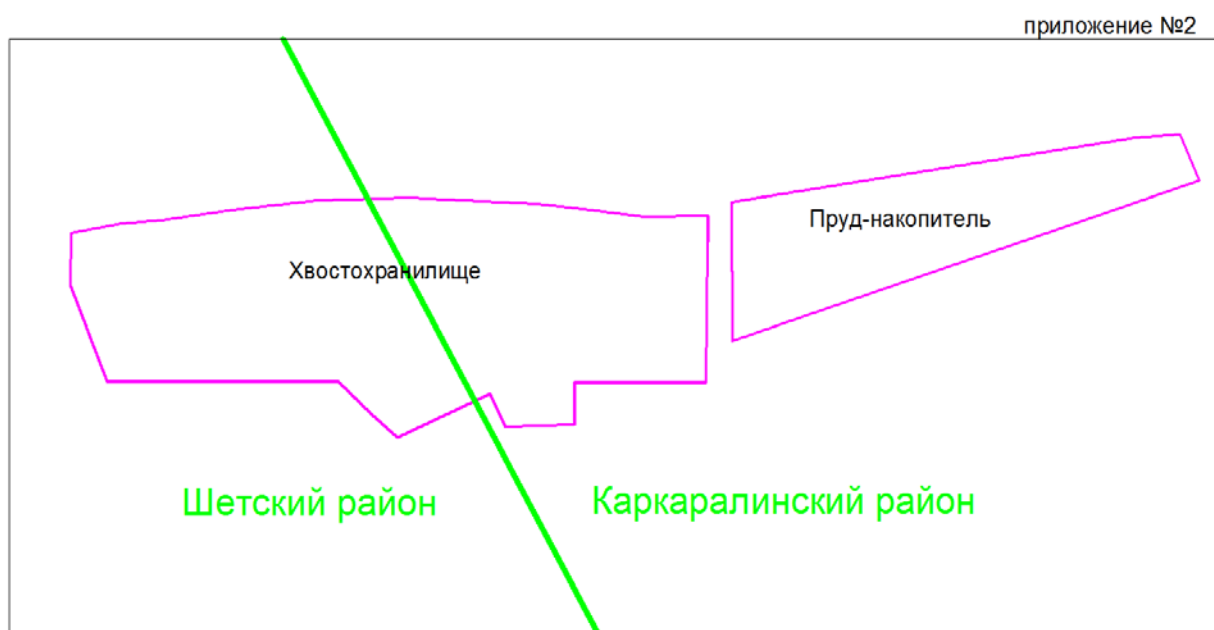 приложение №2
Пруд-накопитель
Хвостохранилище
Шетский район
Каркаралинский район